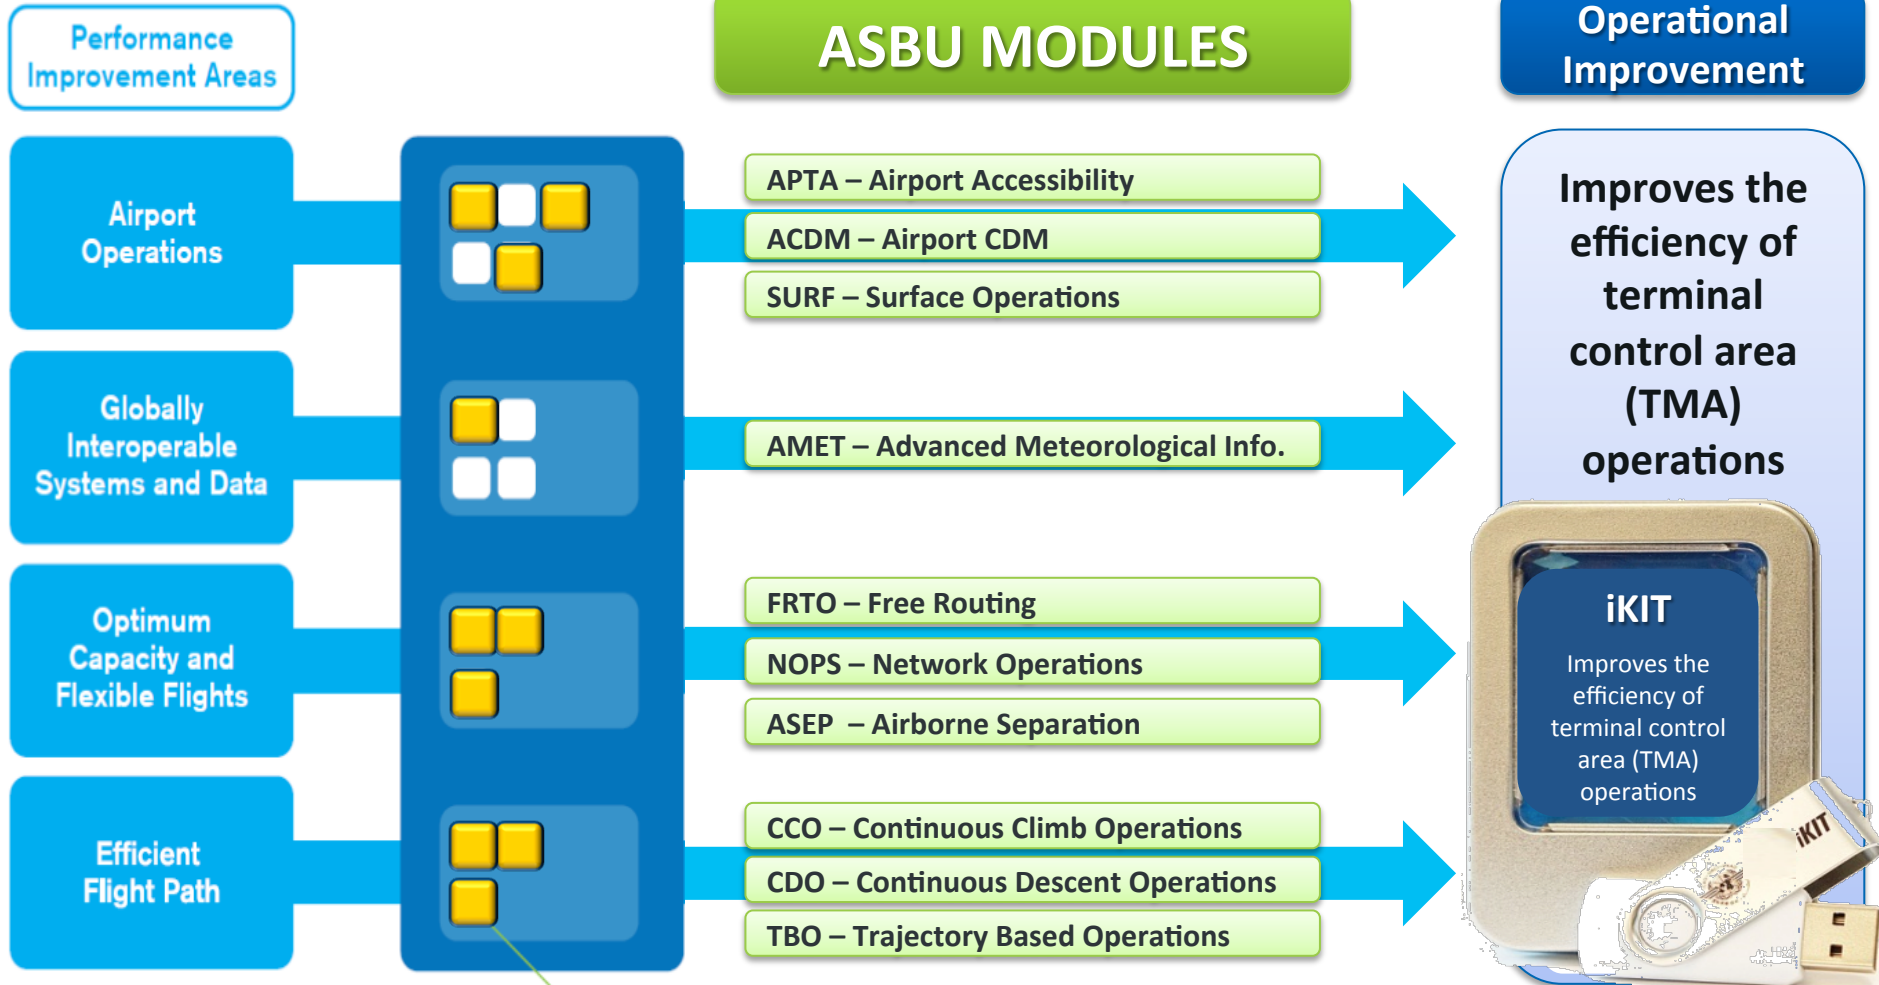 Performance
Improvement Areas
ASBU MODULES
Operational
Improvement
Airport
Operations
APTA – Airport Accessibility
ACDM – Airport CDM
SURF – Surface Operations
Globally
Interoperable
Systems and Data
AMET – Advanced Meteorological Info.
Optimum
Capacity and
Flexible Flights
FRTO – Free Routing
NOPS – Network Operations
ASEP – Airborne Separation
Efficient
Flight Path
CCO – Continuous Climb Operations
CDO – Continuous Descent Operations
TBO – Trajectory Based Operations
Improves the
efficiency of
terminal
control area
(TMA)
operations
iKIT
Improves the
efficiency of
terminal control
area (TMA)
operations
iKIT